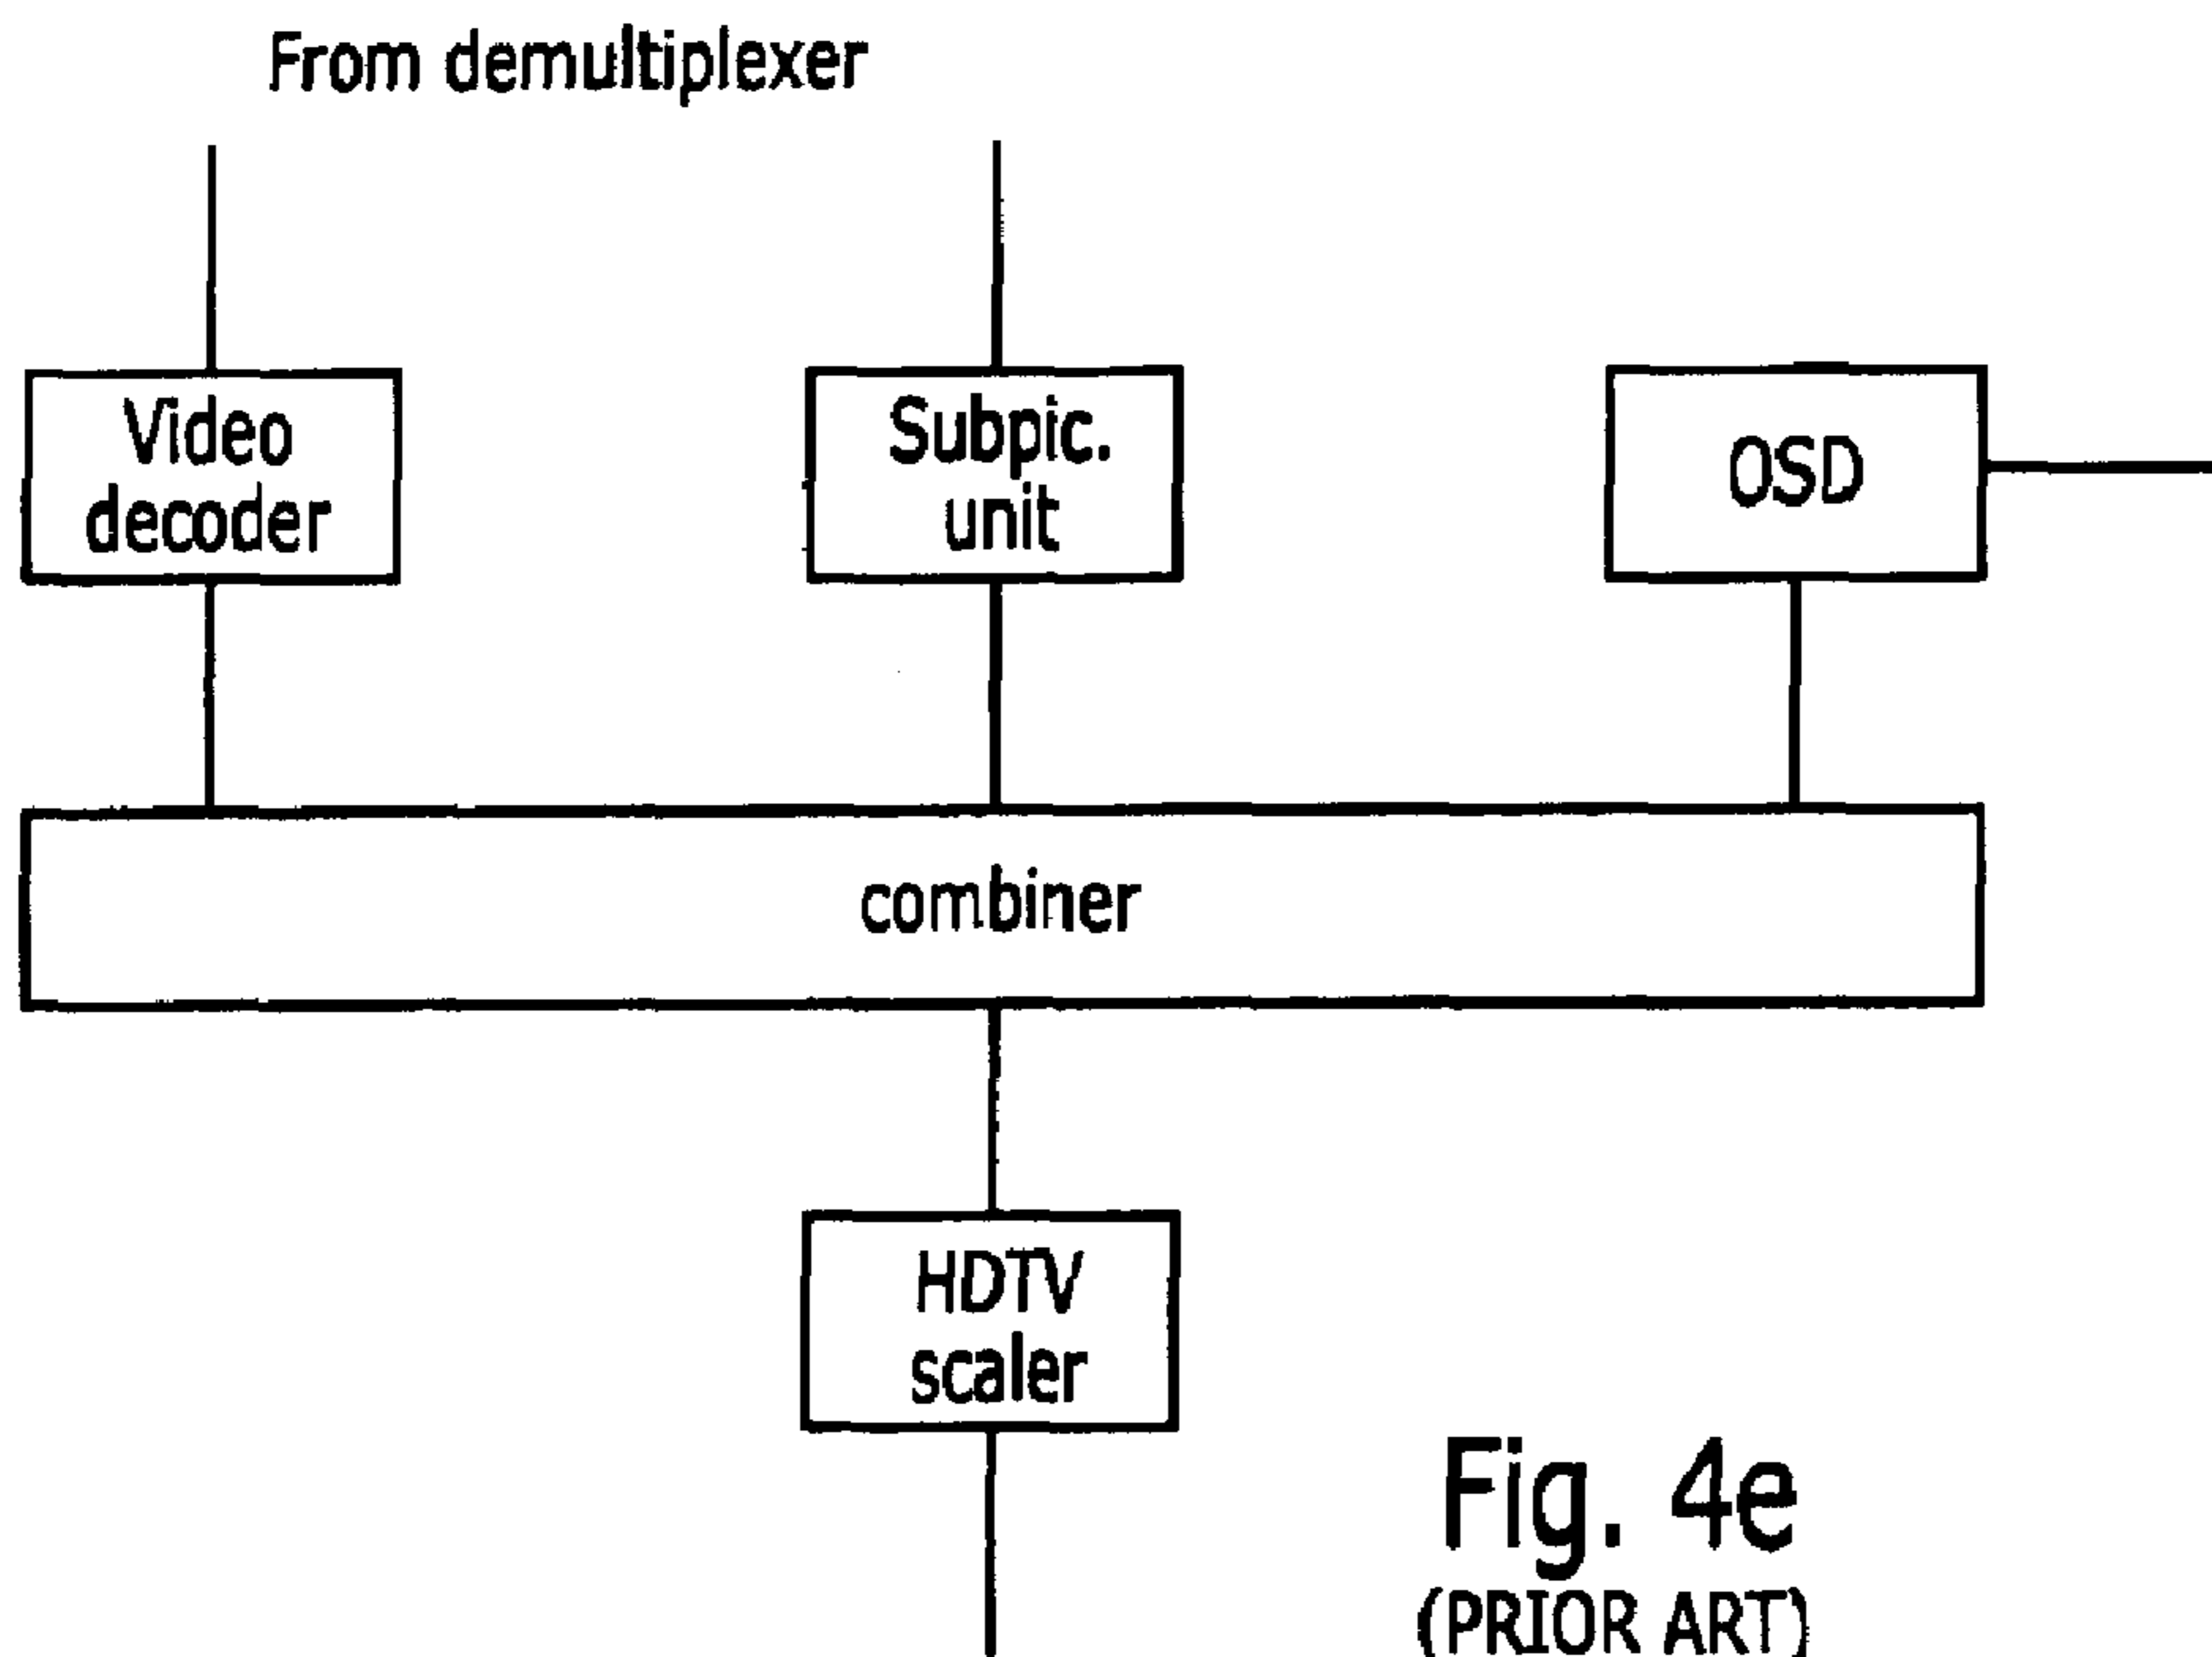 From demultiplexer
Video
decoder
Subpic.
unit
OSD
combiner
HDTV
scaler
Fig. 4e
(PRIOR ART)